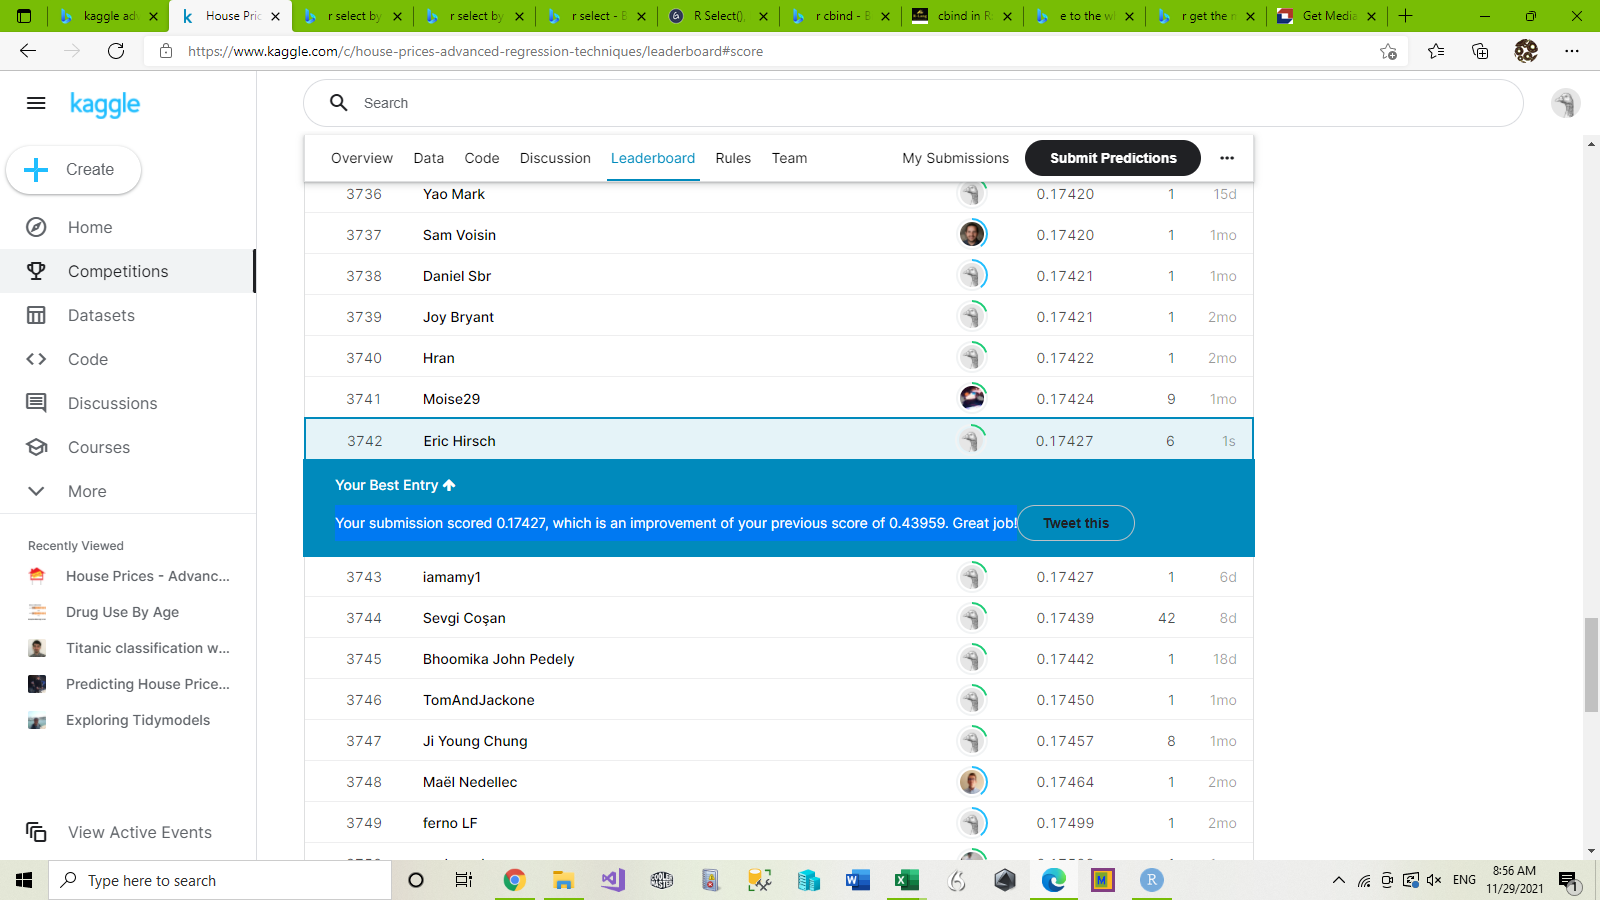 kaggle adv
House Pric
r select by
r select by
r select - B
R Select(),
r cbind - B
cbind in R
e to the wh
r get the m
Get Media
https://www.kaggle.com/c/house-prices-advanced-regression-techniques/leaderboard#score
kaggle
Search
Create
Home
Competitions
Datasets
Code
Discussions
Courses
More
Recently Viewed
House Prices - Advanc...
Drug Use By Age
Titanic classification w...
Predicting House Price...
Exploring Tidymodels
View Active Events
Overview Data Code Discussion Leaderboard Rules Team My Submissions Submit Predictions
3736 Yao Mark 0.17420 1 15d
3737 Sam Voisin 0.17420 1 1mo
3738 Daniel Sbr 0.17421 1 1mo
3739 Joy Bryant 0.17421 1 2mo
3740 Hran 0.17422 1 2mo
3741 Moise29 0.17424 9 1mo
3742 Eric Hirsch 0.17427 6 1s
Your Best Entry
Your submission scored 0.17427, which is an improvement of your previous score of 0.43959. Great job! Tweet this
3743 iamamy1 0.17427 1 6d
3744 Sevgi Coşan 0.17439 42 8d
3745 Bhoomika John Pedely 0.17442 1 18d
3746 TomAndJackone 0.17450 1 1mo
3747 Ji Young Chung 0.17457 8 1mo
3748 Maël Nedellec 0.17464 1 2mo
3749 ferno LF 0.17499 1 2mo
Type here to search
ENG
8:56 AM
11/29/2021
1